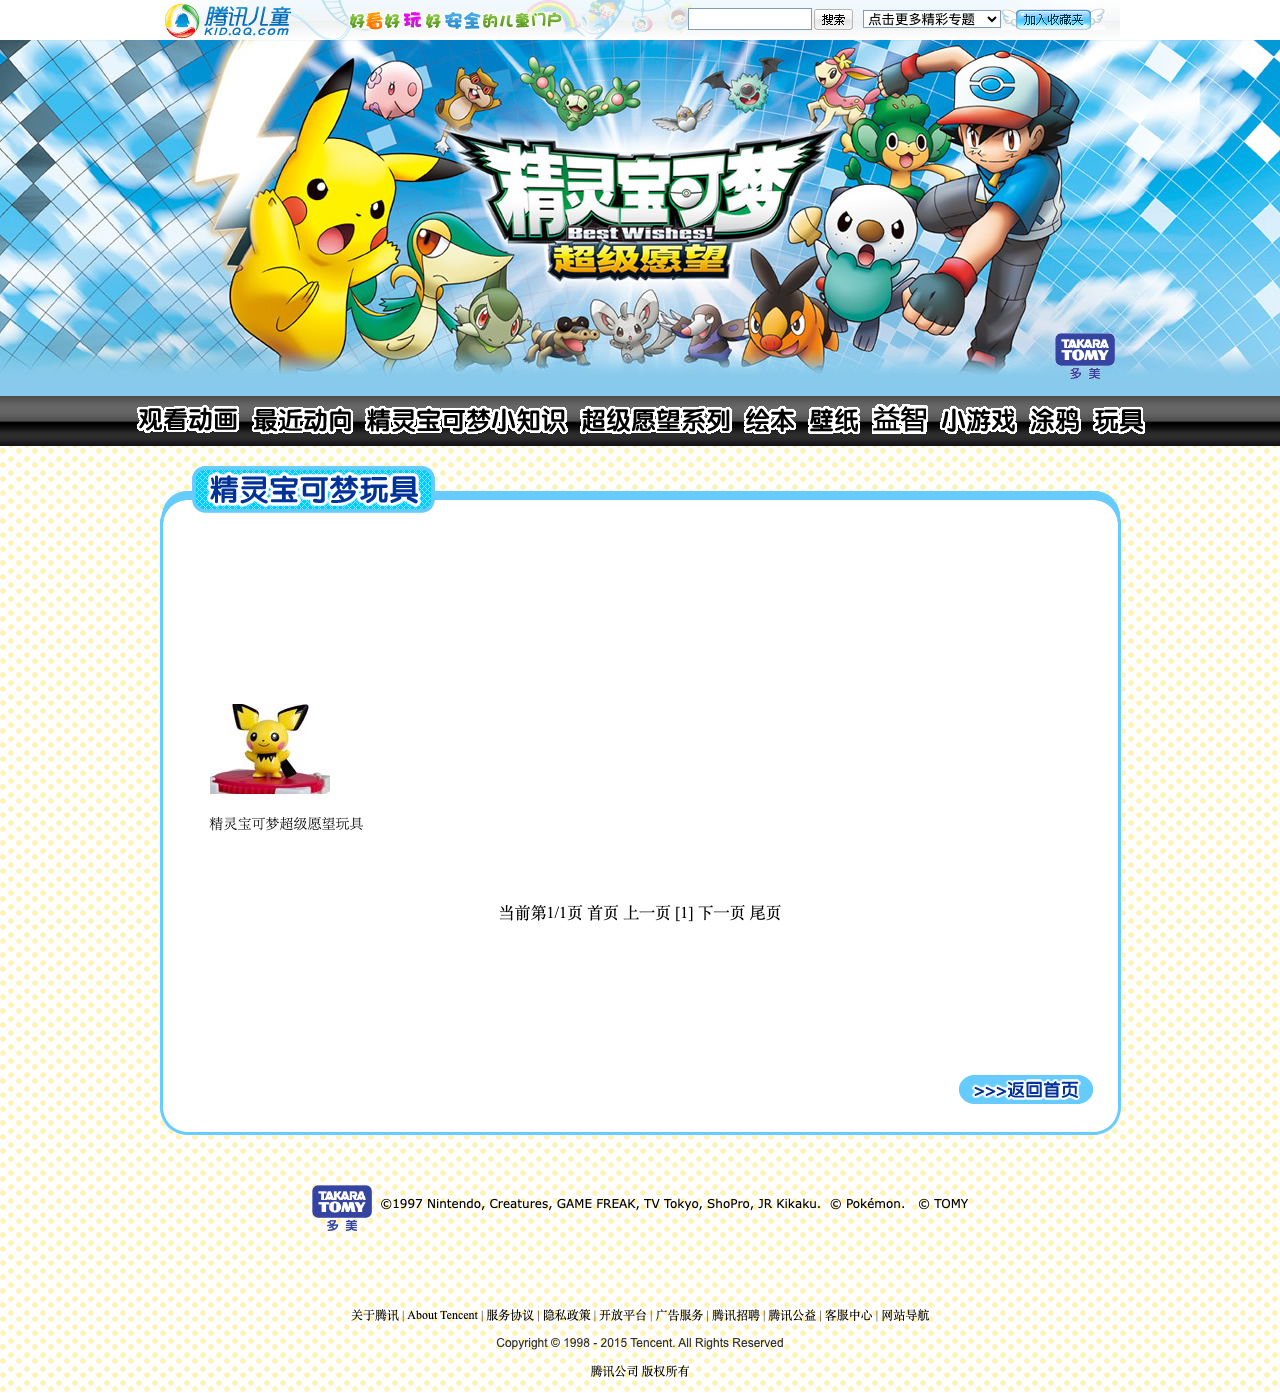 腾讯儿童
KID.QQ.COM
好看好玩好安全的儿童门户
搜索
点击更多精彩专题
加入收藏夹
精灵宝可梦
Best Wishes!
超级愿望
TAKARA
TOMY
多美
观看动画 最近动向 精灵宝可梦小知识 超级愿望系列 绘本 壁纸 益智 小游戏 涂鸦 玩具
精灵宝可梦玩具
精灵宝可梦超级愿望玩具
当前第1/1页 首页 上一页 [1] 下一页 尾页
>>>返回首页
TAKARA
TOMY
多美
©1997 Nintendo, Creatures, GAME FREAK, TV Tokyo, ShoPro, JR Kikaku. © Pokémon. © TOMY
关于腾讯 | About Tencent | 服务协议 | 隐私政策 | 开放平台 | 广告服务 | 腾讯招聘 | 腾讯公益 | 客服中心 | 网站导航
Copyright © 1998 - 2015 Tencent. All Rights Reserved
腾讯公司 版权所有